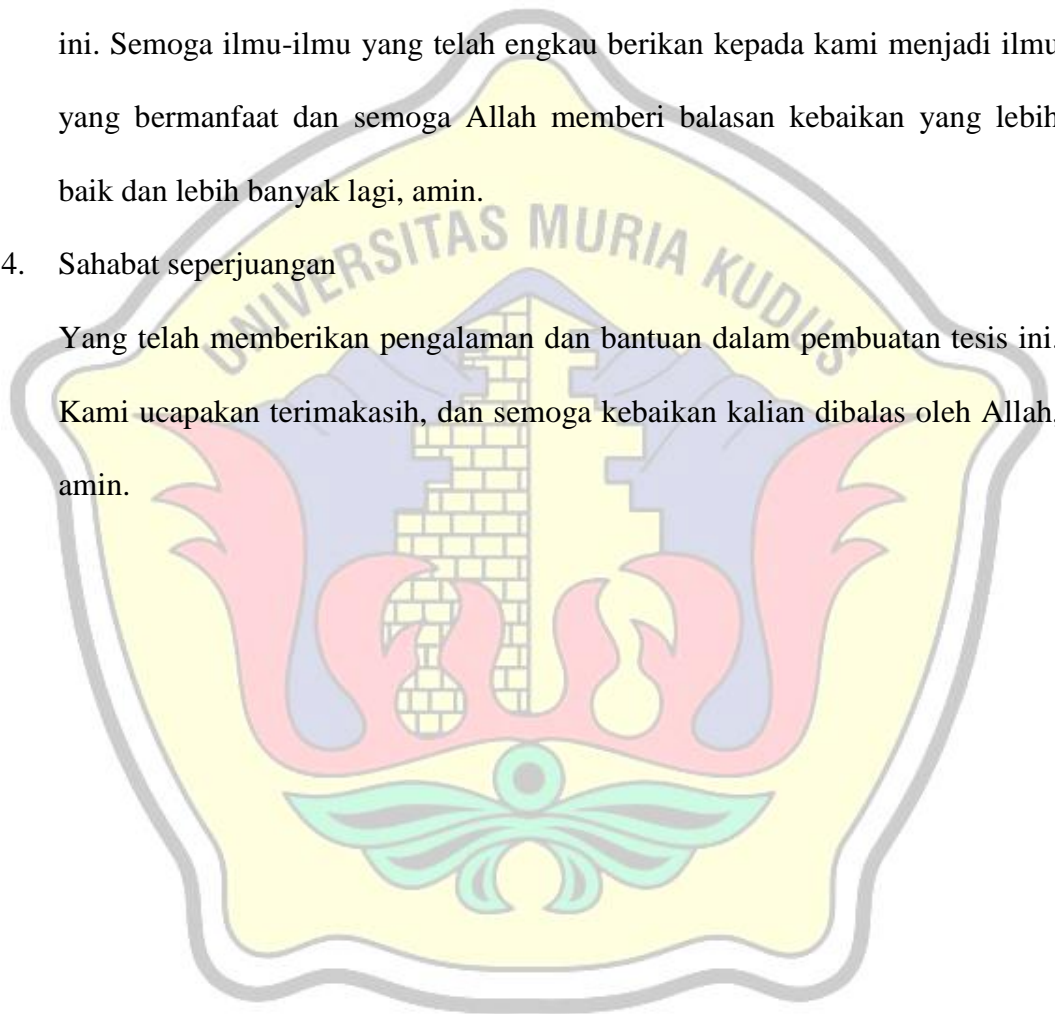 ini. Semoga ilmu-ilmu yang telah engkau berikan kepada kami menjadi ilmu
yang bermanfaat dan semoga Allah memberi balasan kebaikan yang lebih
baik dan lebih banyak lagi, amin.
UNIVERSITAS MURIA KUDUS
4. Sahabat seperjuangan
Yang telah memberikan pengalaman dan bantuan dalam pembuatan tesis ini.
Kami ucapakan terimakasih, dan semoga kebaikan kalian dibalas oleh Allah,
amin.